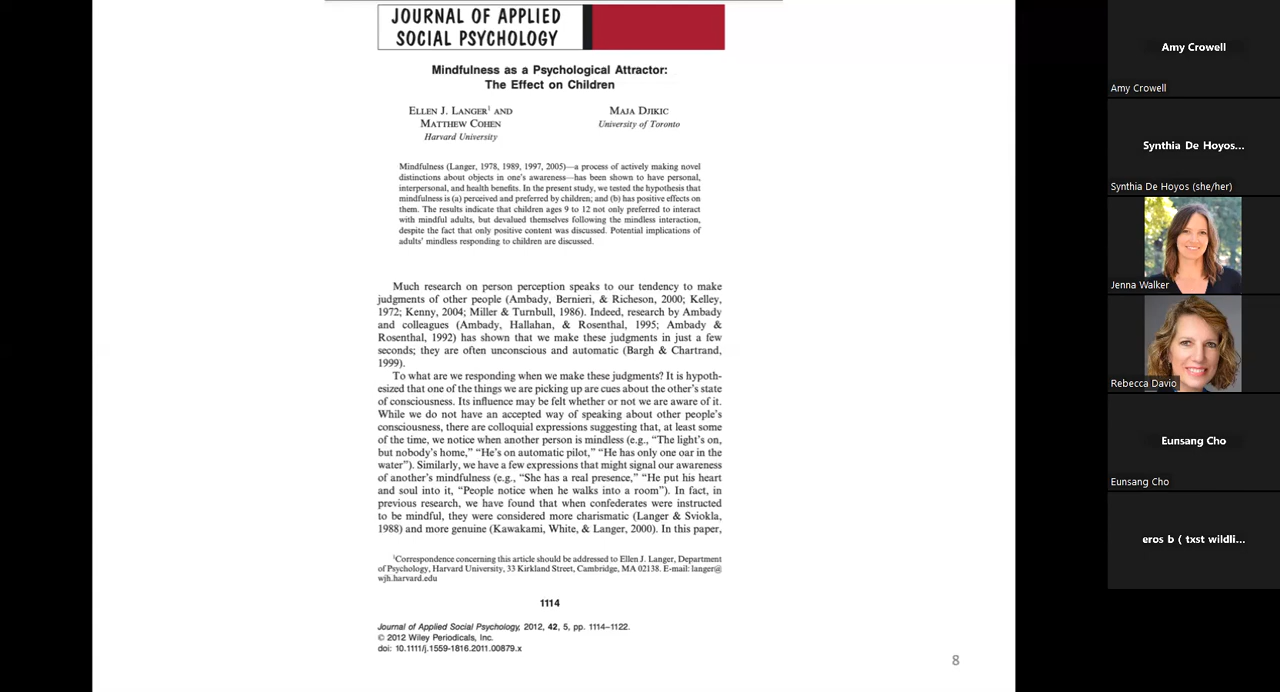 JOURNAL OF APPLIED
SOCIAL PSYCHOLOGY
Mindfulness as a Psychological Attractor:
The Effect on Children
ELLEN J. LANGER¹ AND
MATTHEW COHEN
Harvard University
MAJA DJIKIC
University of Toronto
Mindfulness (Langer, 1978, 1989, 1997, 2005)—a process of actively making novel
distinctions about objects in one's awareness—has been shown to have personal,
interpersonal, and health benefits. In the present study, we tested the hypothesis that
mindfulness is (a) perceived and preferred by children; and (b) has positive effects on
them. The results indicate that children ages 9 to 12 not only preferred to interact
with mindful adults, but devalued themselves following the mindless interaction,
despite the fact that only positive content was discussed. Potential implications of
adults' mindless responding to children are discussed.
Much research on person perception speaks to our tendency to make
judgments of other people (Ambady, Bernieri, & Richeson, 2000; Kelley,
1972; Kenny, 2004; Miller & Turnbull, 1986). Indeed, research by Ambady
and colleagues (Ambady, Hallahan, & Rosenthal, 1995; Ambady &
Rosenthal, 1992) has shown that we make these judgments in just a few
seconds; they are often unconscious and automatic (Bargh & Chartrand,
1999).
To what are we responding when we make these judgments? It is hypoth-
esized that one of the things we are picking up are cues about the other's state
of consciousness. Its influence may be felt whether or not we are aware of it.
While we do not have an accepted way of speaking about other people's
consciousness, there are colloquial expressions suggesting that, at least some
of the time, we notice when another person is mindless (e.g., "The light's on,
but nobody's home," "He's on automatic pilot," "He has only one oar in the
water"). Similarly, we have a few expressions that might signal our awareness
of another's mindfulness (e.g., "She has a real presence," "He put his heart
and soul into it, "People notice when he walks into a room"). In fact, in
previous research, we have found that when confederates were instructed
to be mindful, they were considered more charismatic (Langer & Sviokla,
1988) and more genuine (Kawakami, White, & Langer, 2000). In this paper,
¹Correspondence concerning this article should be addressed to Ellen J. Langer, Department
of Psychology, Harvard University, 33 Kirkland Street, Cambridge, MA 02138. E-mail: langer@
wjh.harvard.edu
1114
Journal of Applied Social Psychology, 2012, 42, 5, pp. 1114–1122.
© 2012 Wiley Periodicals, Inc.
doi: 10.1111/j.1559-1816.2011.00879.x
8
Amy Crowell
Amy Crowell
Synthia De Hoyos...
Synthia De Hoyos (she/her)
Jenna Walker
Rebecca Davio
Eunsang Cho
Eunsang Cho
eros b ( txst wildli...